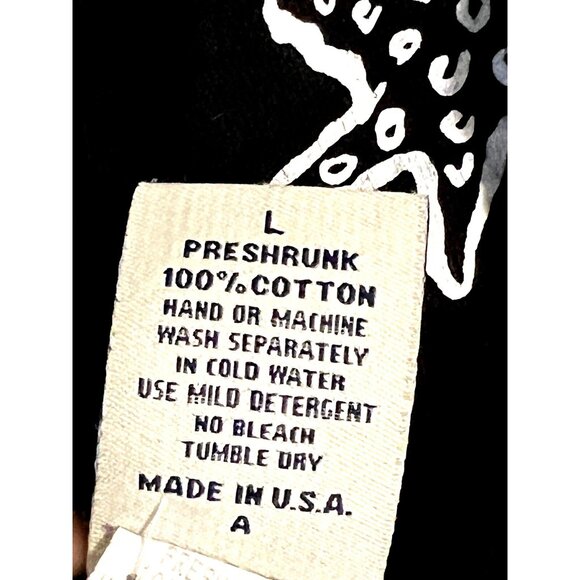 L
PRESHRUNK
100% COTTON
HAND OR MACHINE
WASH SEPARATELY
IN COLD WATER
USE MILD DETERGENT
NO BLEACH
TUMBLE DRY
MADE IN U.S.A.
A